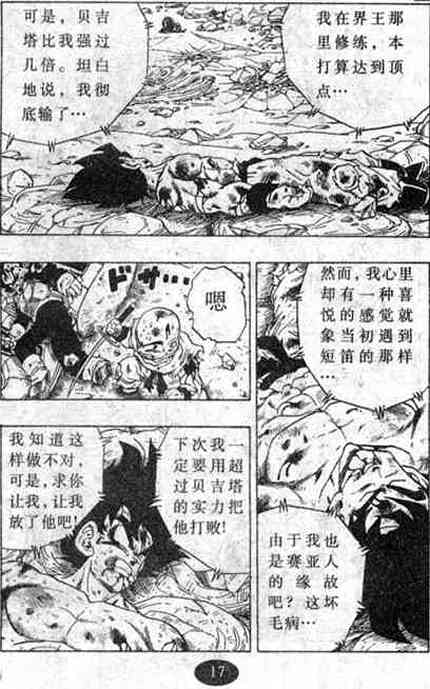 我在界王那
里修练，本
打算达到顶
点…
可是，贝吉
塔比我强过
几倍。坦白
地说，我彻
底输了…
然而，我心里
却有一种喜
悦的感觉就
象当初遇到
短笛的那样
…
由于我也
是赛亚人
的缘故
吧？这坏
毛病…
嗯
ドサ…
下次我一
定要用超
过贝吉塔
的实力把
他打败！
我知道这
样做不对，
可是，求你
让我，让我
放了他吧！
17